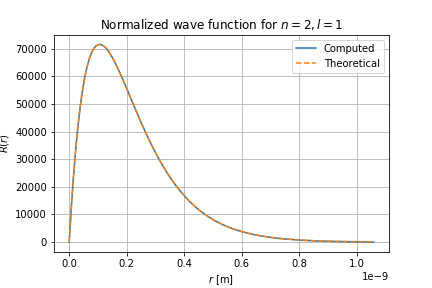 Normalized wave function for n = 2, l = 1
Computed
Theoretical
R(r)
70000
60000
50000
40000
30000
20000
10000
0
0.0 0.2 0.4 0.6 0.8 1.0
1e−9
r [m]